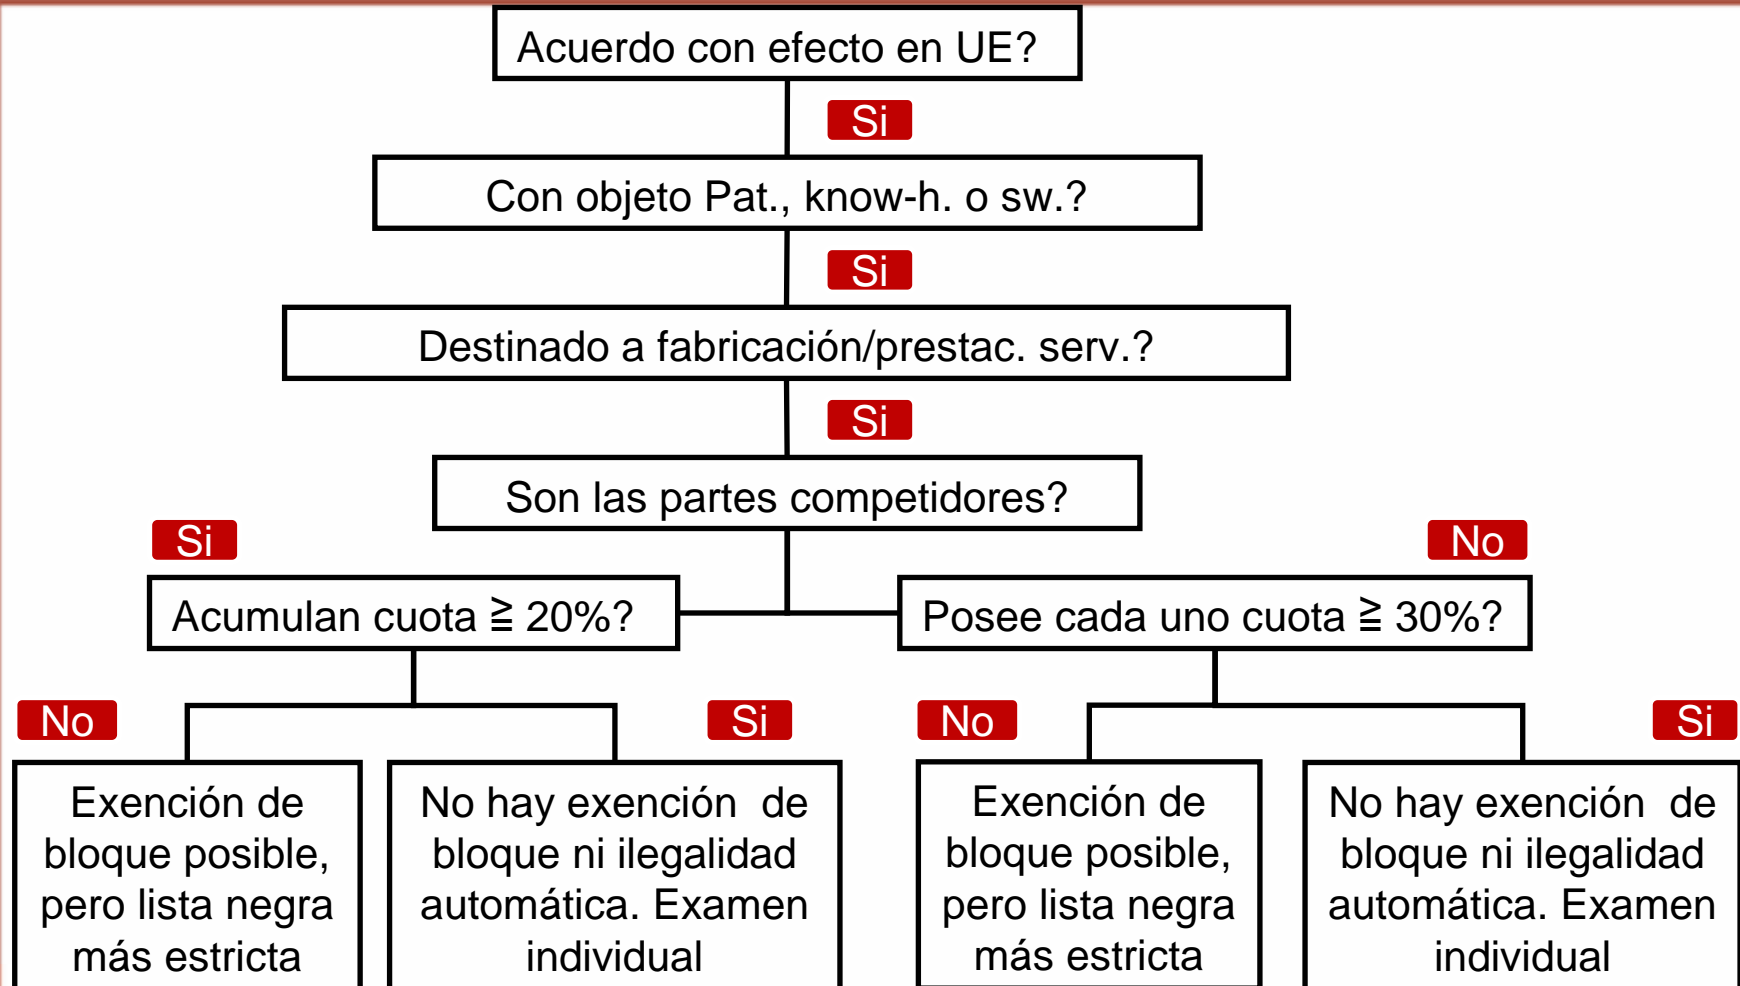 Acuerdo con efecto en UE?
Si
Con objeto Pat., know-h. o sw.?
Si
Destinado a fabricación/prestac. serv.?
Si
Son las partes competidores?
Si
No
Acumulan cuota ≧ 20%?
Posee cada uno cuota ≧ 30%?
No
Si
No
Si
Exención de
bloque posible,
pero lista negra
más estricta
No hay exención de
bloque ni ilegalidad
automática. Examen
individual
Exención de
bloque posible,
pero lista negra
más estricta
No hay exención de
bloque ni ilegalidad
automática. Examen
individual